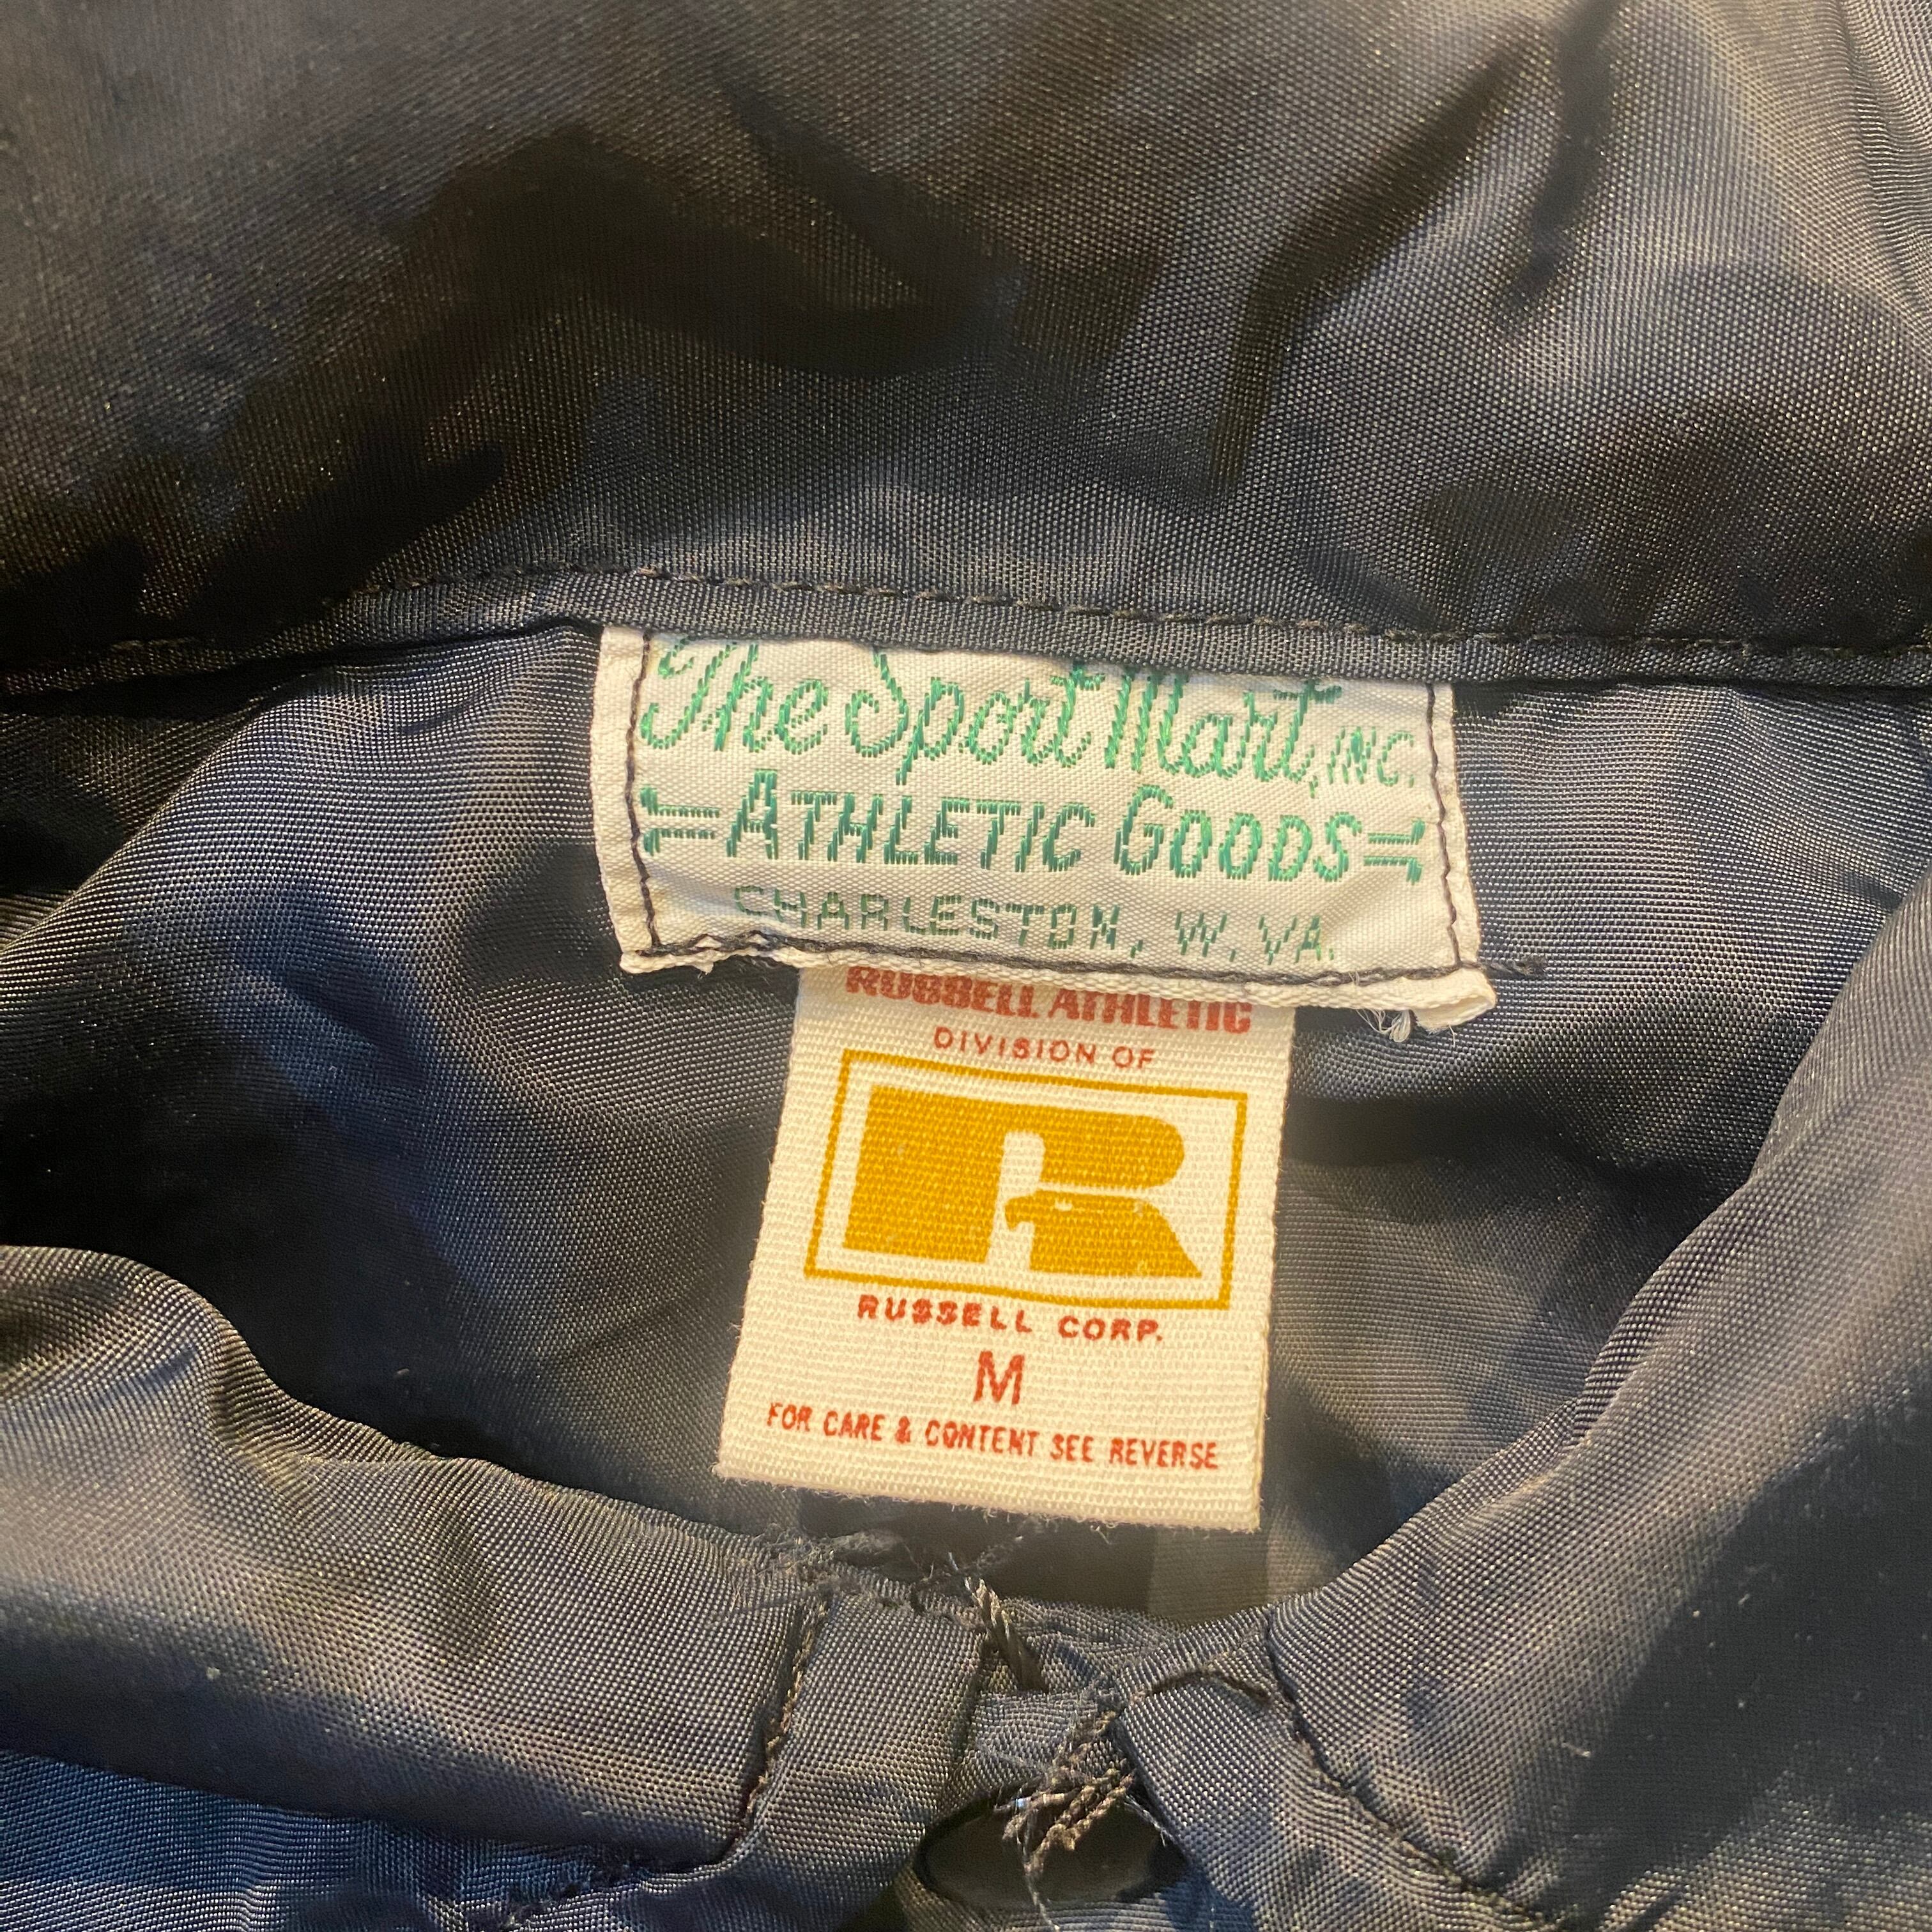 The Sport Mart, INC.
ATHLETIC GOODS
CHARLESTON, W. VA.
RUSSELL ATHLETIC
DIVISION OF
R
RUSSELL CORP.
M
FOR CARE & CONTENT SEE REVERSE